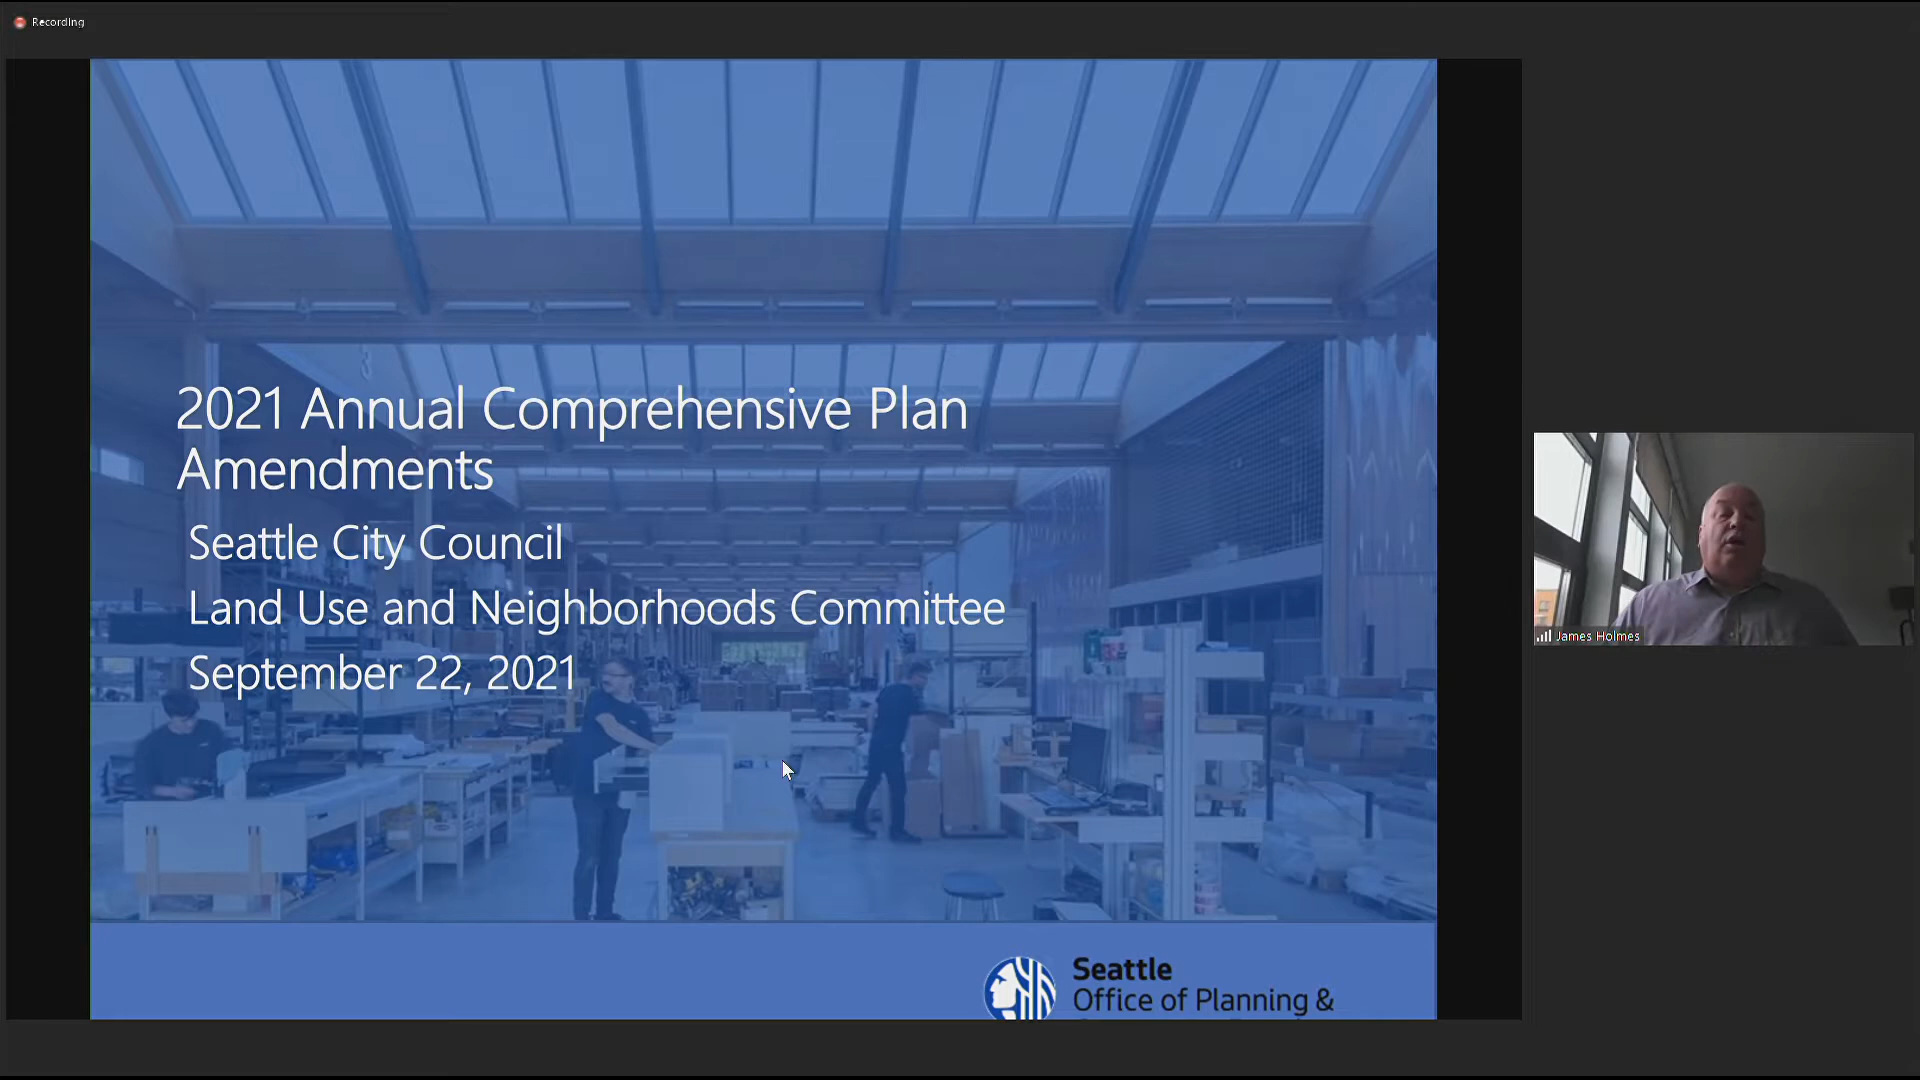 Recording
2021 Annual Comprehensive Plan
Amendments
Seattle City Council
Land Use and Neighborhoods Committee
September 22, 2021
James Holmes
Seattle
Office of Planning &